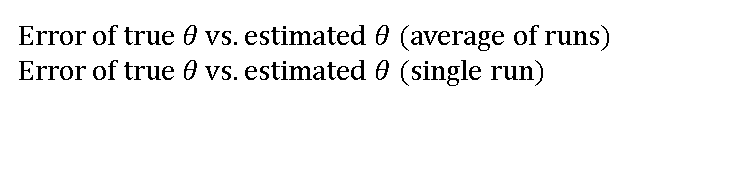 Error of true θ vs. estimated θ (average of runs)
Error of true θ vs. estimated θ (single run)